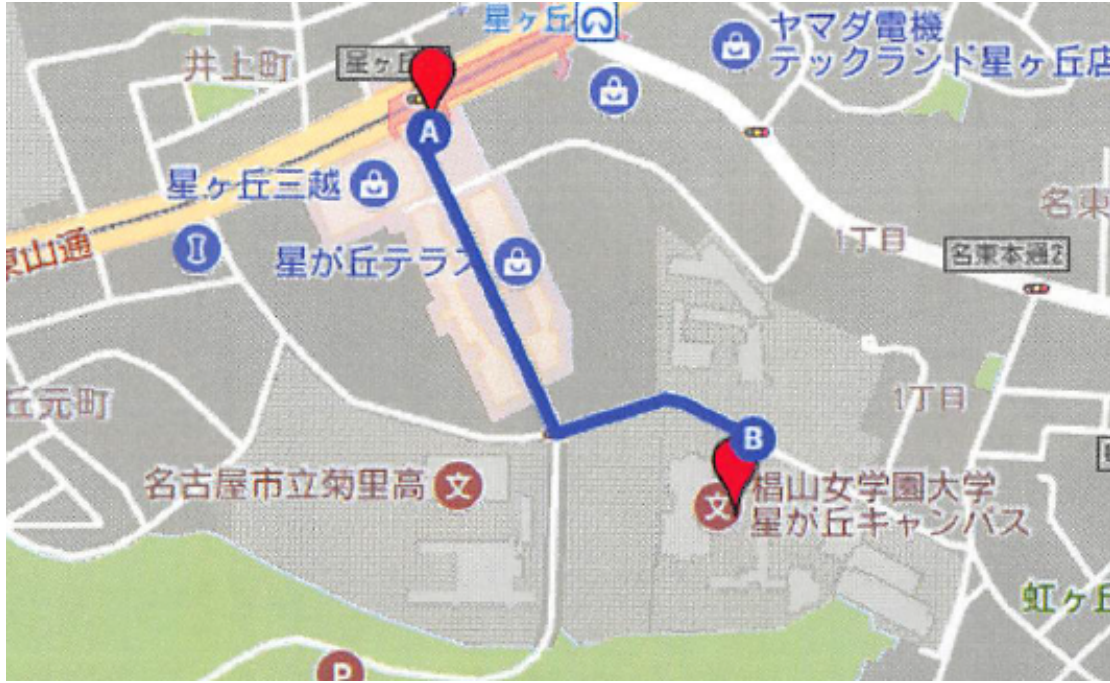 星ヶ丘
ヤマダ電機
テックランド星ヶ丘店
井上町
星ヶ丘
A
星ヶ丘三越
名東
東山通
1丁目
星が丘テラス
名東本通2
丘元町
1丁目
B
名古屋市立菊里高
文
文
椙山女学園大学
星が丘キャンパス
虹ヶ丘
P